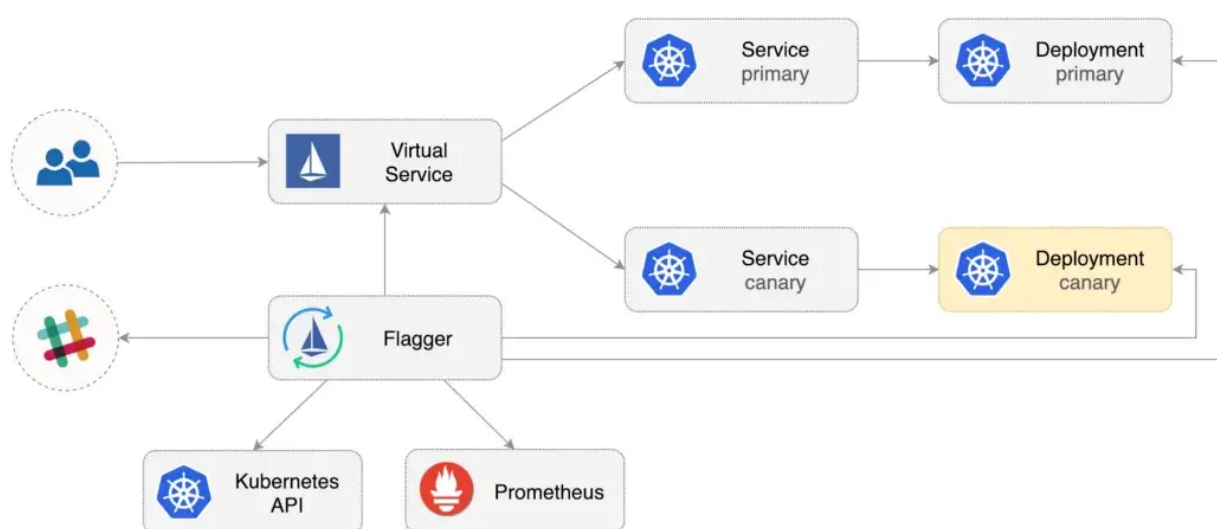 Service
primary
Deployment
primary
Virtual
Service
Service
canary
Deployment
canary
Flagger
Kubernetes
API
Prometheus